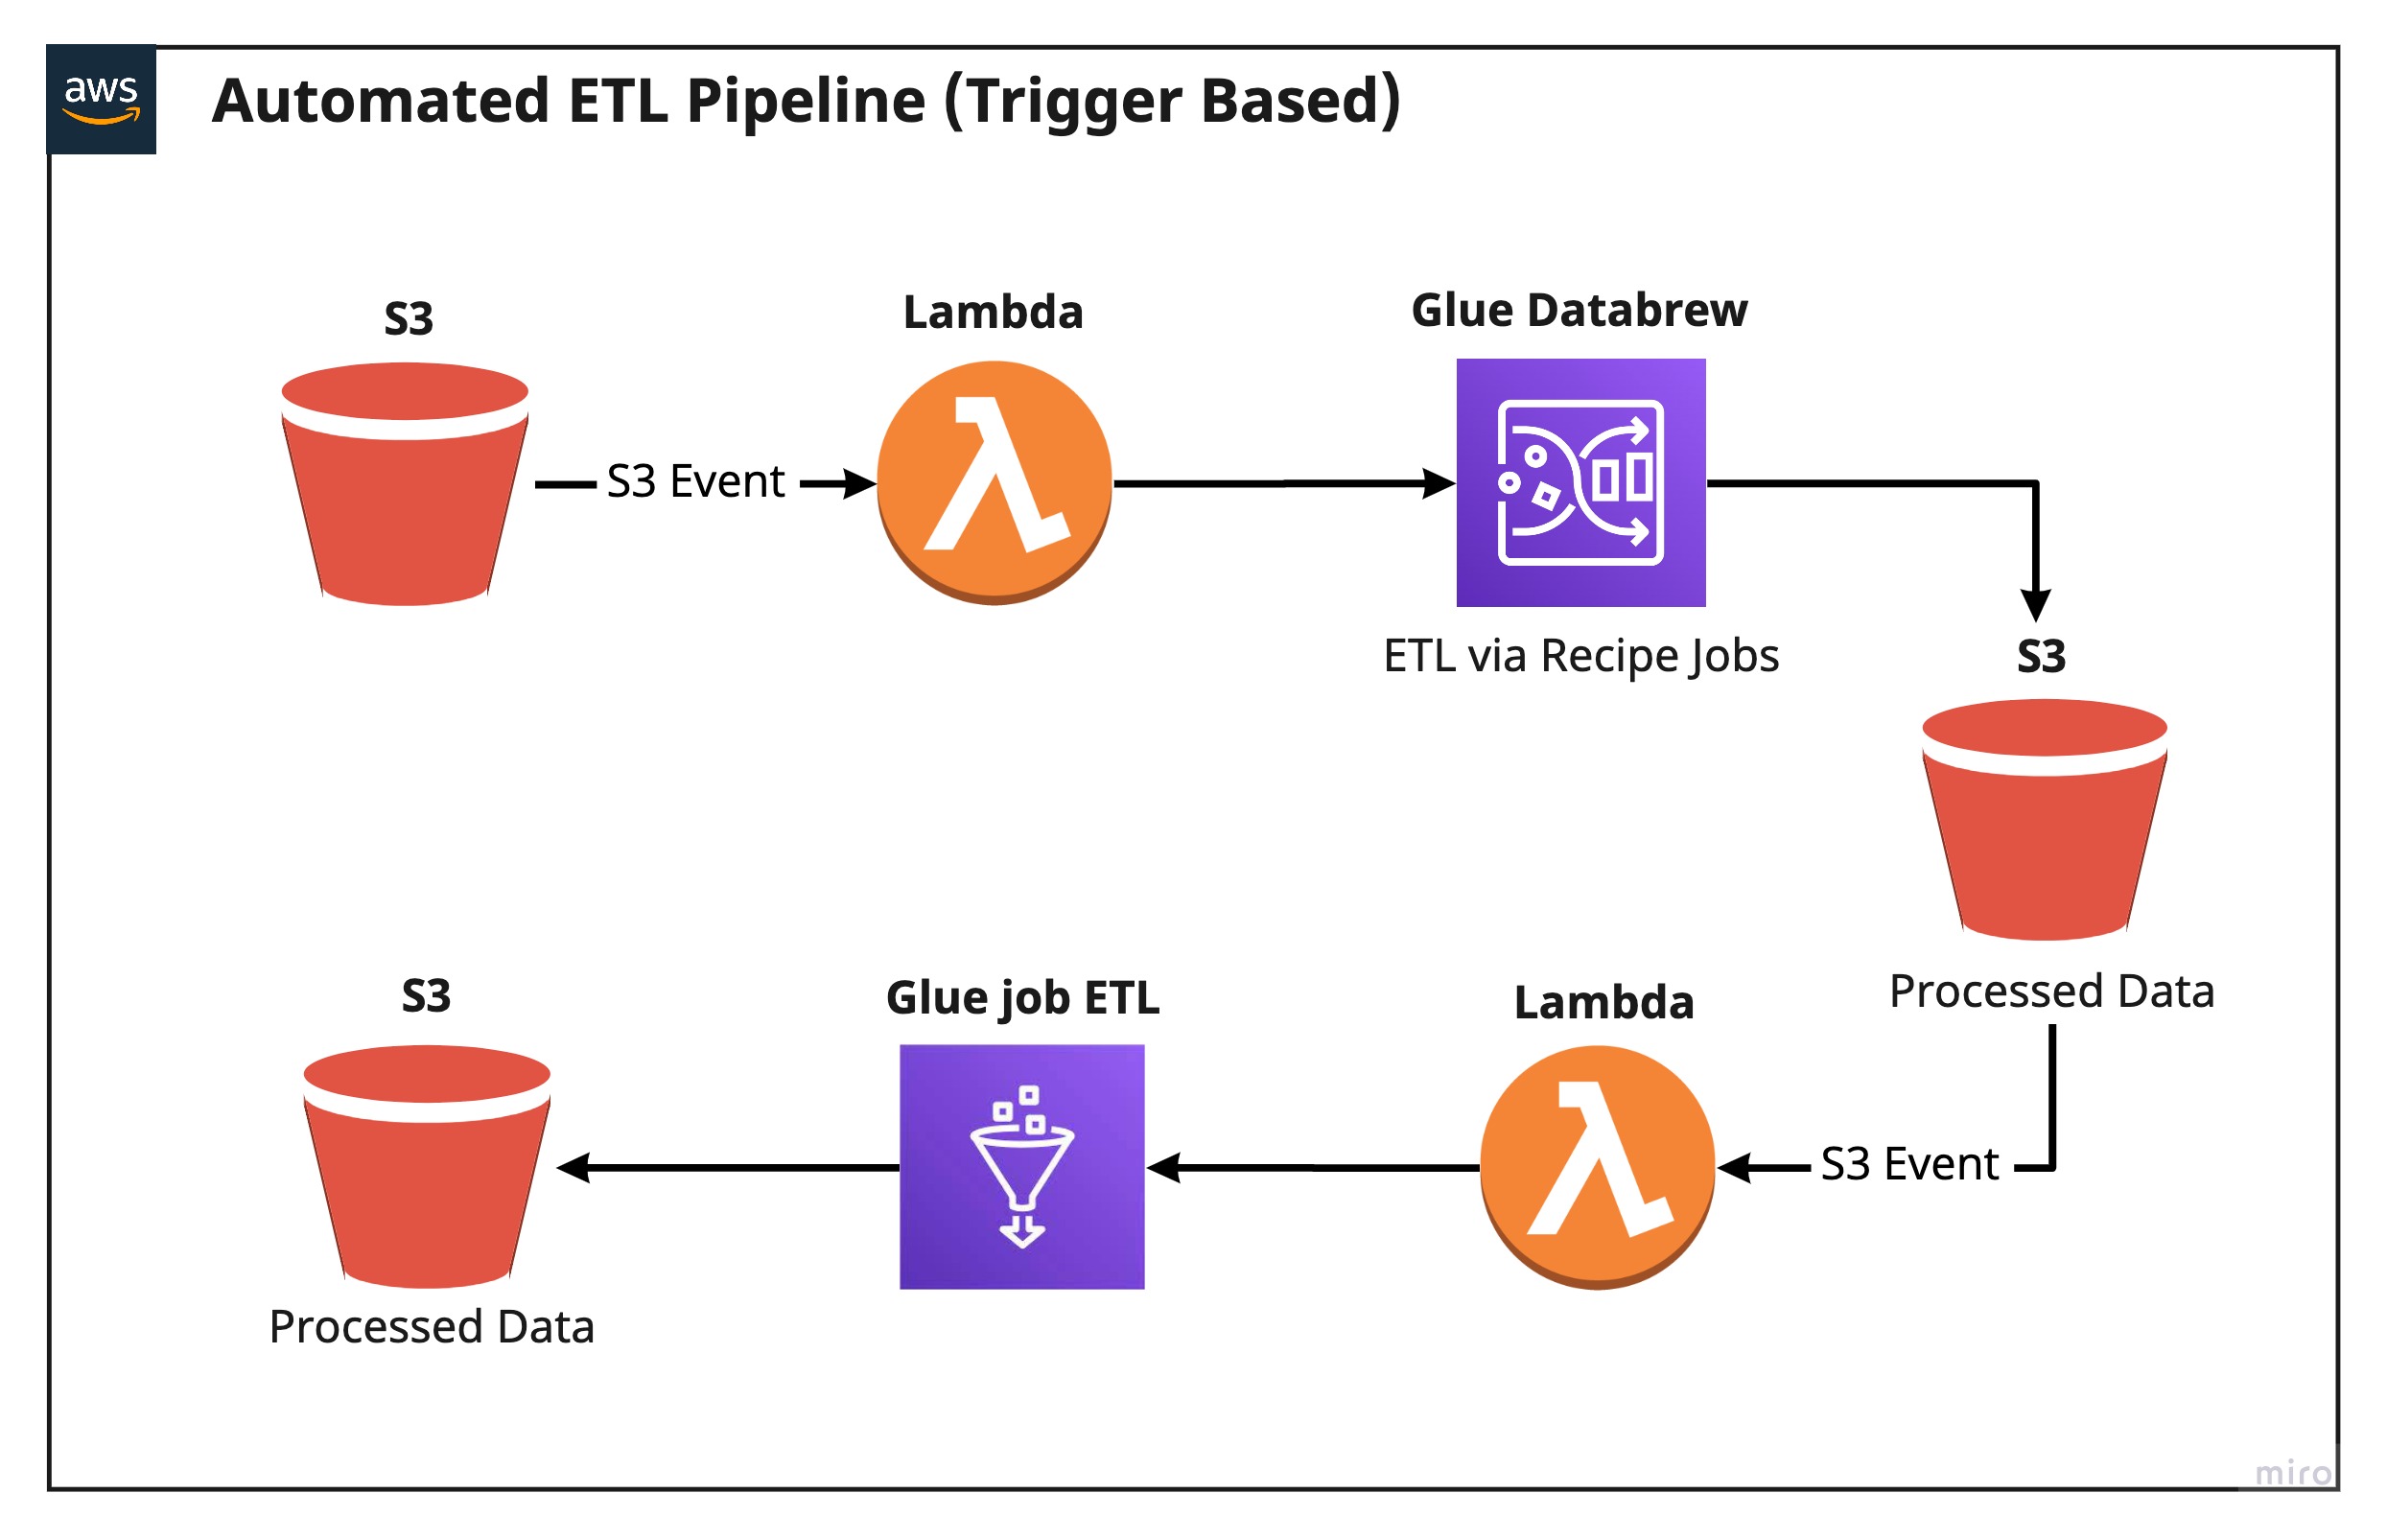 aws
Automated ETL Pipeline (Trigger Based)
S3
Lambda
Glue Databrew
S3 Event
ETL via Recipe Jobs
S3
Processed Data
S3
Glue job ETL
Lambda
S3 Event
Processed Data
miro